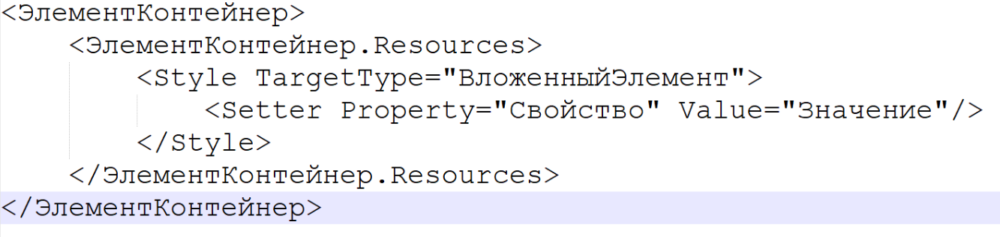 <ЭлементКонтейнер>
    <ЭлементКонтейнер.Resources>
        <Style TargetType="ВложенныйЭлемент">
            <Setter Property="Свойство" Value="Значение"/>
        </Style>
    </ЭлементКонтейнер.Resources>
</ЭлементКонтейнер>